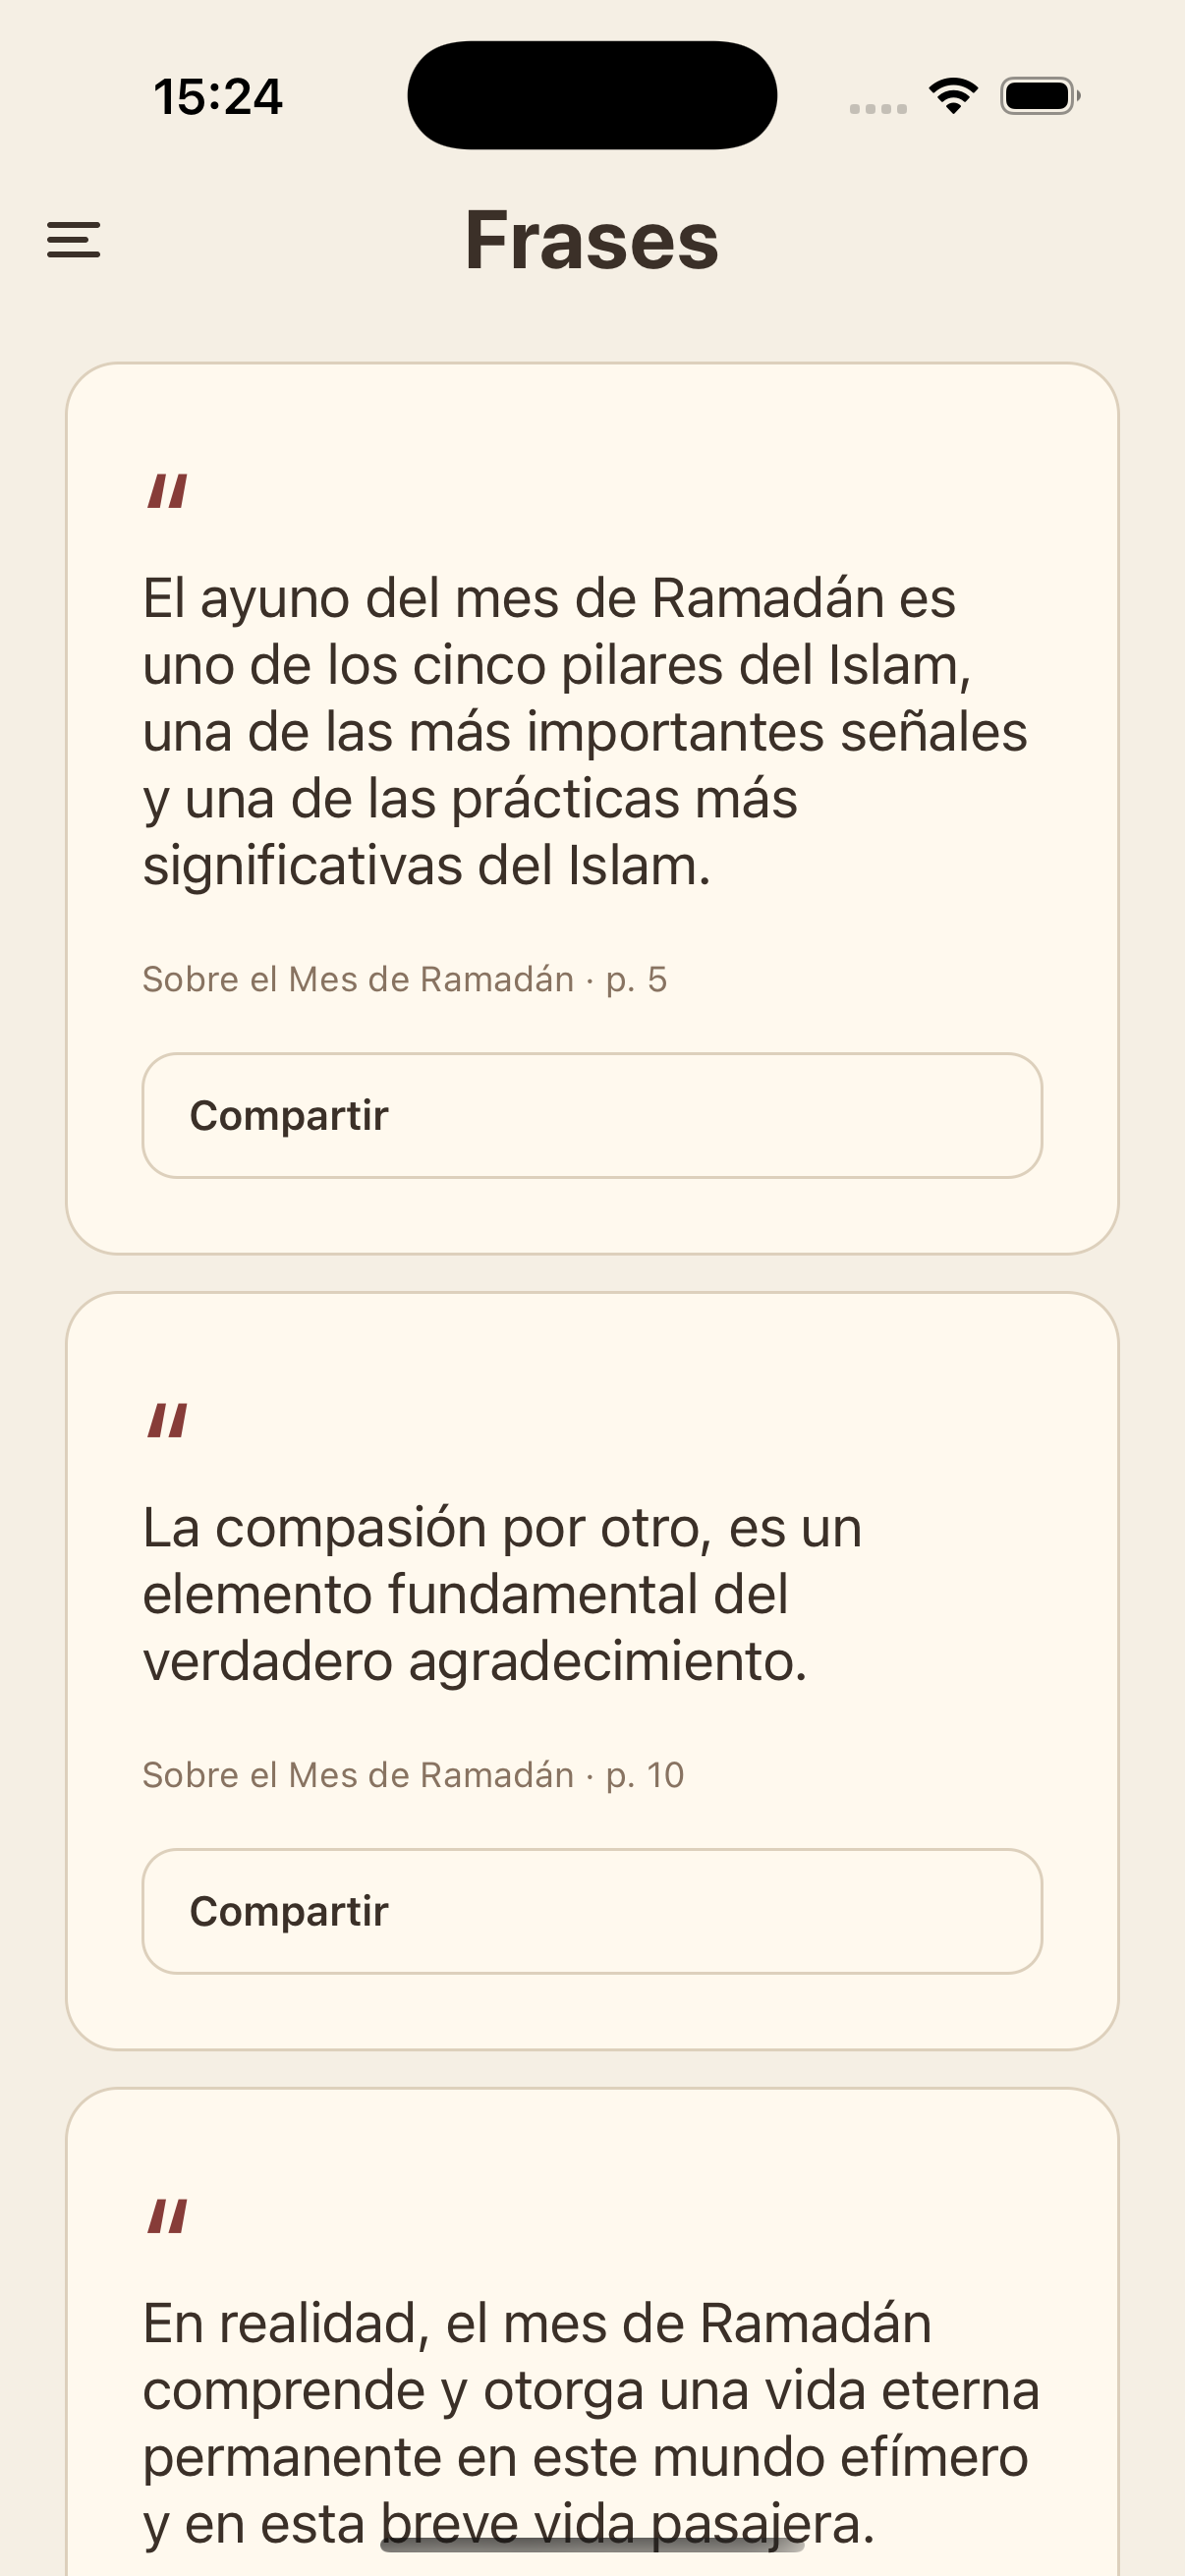 15:24
Frases
“
El ayuno del mes de Ramadán es
uno de los cinco pilares del Islam,
una de las más importantes señales
y una de las prácticas más
significativas del Islam.
Sobre el Mes de Ramadán · p. 5
Compartir
“
La compasión por otro, es un
elemento fundamental del
verdadero agradecimiento.
Sobre el Mes de Ramadán · p. 10
Compartir
“
En realidad, el mes de Ramadán
comprende y otorga una vida eterna
permanente en este mundo efímero
y en esta breve vida pasajera.